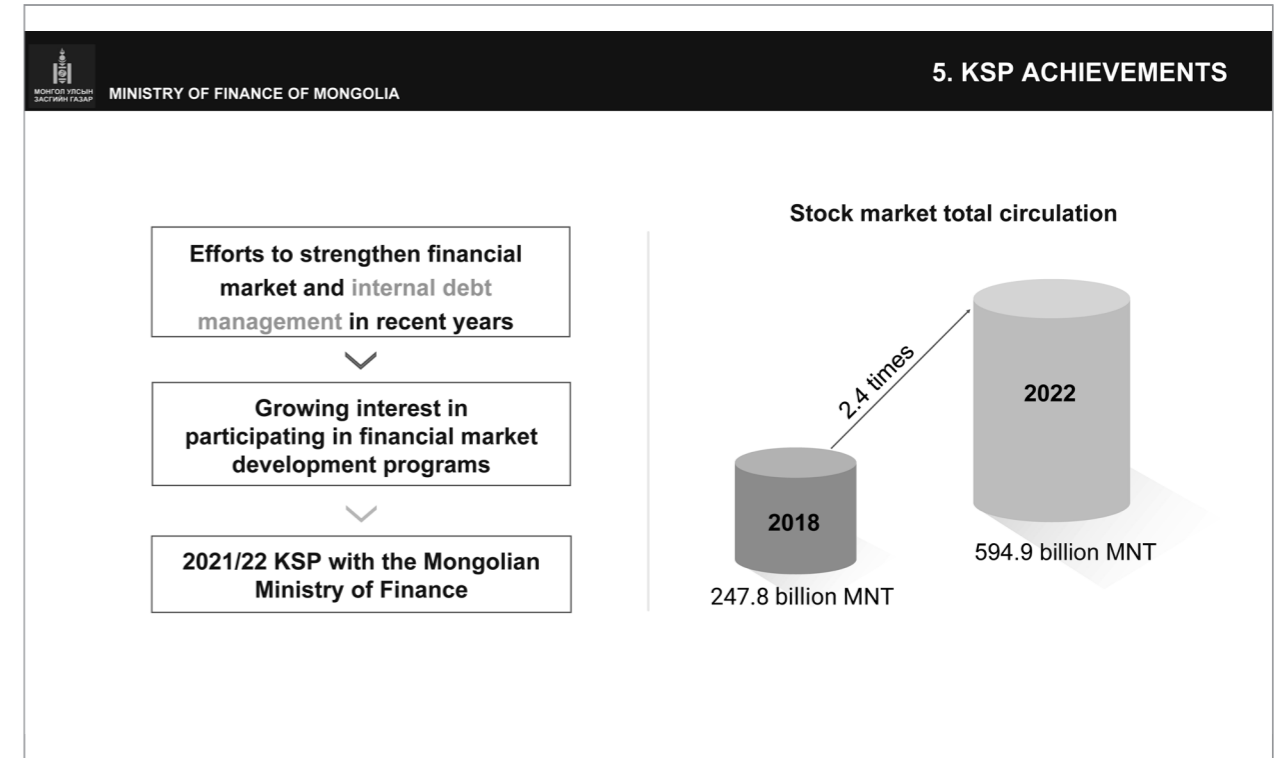 МОНГОЛ УЛСЫН
ЗАСГИЙН ГАЗАР
MINISTRY OF FINANCE OF MONGOLIA
5. KSP ACHIEVEMENTS
Efforts to strengthen financial
market and internal debt
management in recent years
Growing interest in
participating in financial market
development programs
2021/22 KSP with the Mongolian
Ministry of Finance
Stock market total circulation
2.4 times
2022
2018
594.9 billion MNT
247.8 billion MNT